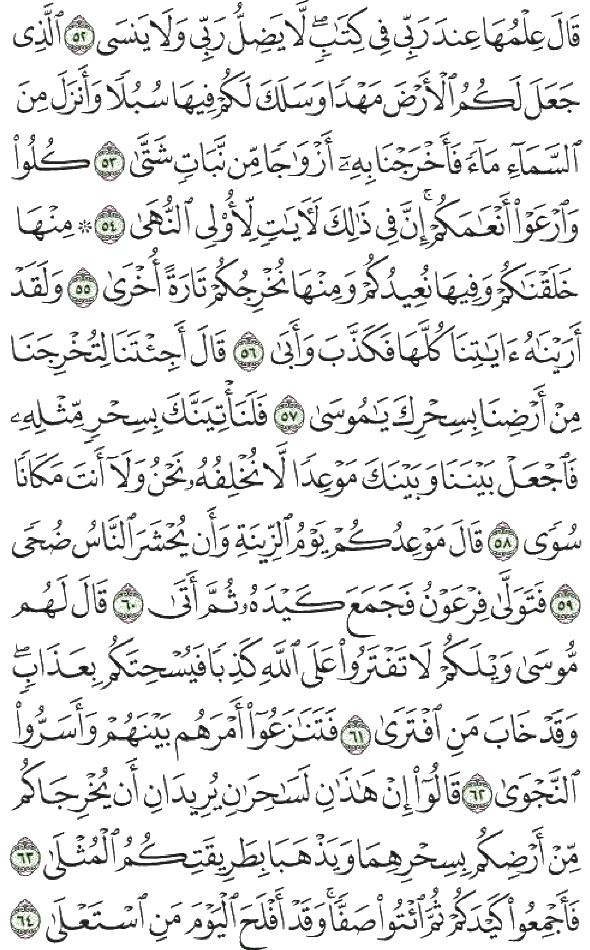 قَالَ عِلْمُهَا عِندَ رَبِّي فِي كِتَٰبٖۖ لَّا يَضِلُّ رَبِّي وَلَا يَنسَى ٥٢ ٱلَّذِي
جَعَلَ لَكُمُ ٱلْأَرْضَ مَهْدٗا وَسَلَكَ لَكُمْ فِيهَا سُبُلٗا وَأَنزَلَ مِنَ
ٱلسَّمَآءِ مَآءٗ فَأَخْرَجْنَا بِهِۦٓ أَزْوَٰجٗا مِّن نَّبَاتٖ شَتَّىٰ ٥٣ كُلُوا۟
وَٱرْعَوْا۟ أَنْعَٰمَكُمْۚ إِنَّ فِي ذَٰلِكَ لَأٓيَٰتٖ لِّأُو۟لِي ٱلنُّهَىٰ ٥٤ ۞ مِنْهَا
خَلَقْنَٰكُمْ وَفِيهَا نُعِيدُكُمْ وَمِنْهَا نُخْرِجُكُمْ تَارَةً أُخْرَىٰ ٥٥ وَلَقَدْ
أَرَيْنَٰهُ ءَايَٰتِنَا كُلَّهَا فَكَذَّبَ وَأَبَىٰ ٥٦ قَالَ أَجِئْتَنَا لِتُخْرِجَنَا
مِنْ أَرْضِنَا بِسِحْرِكَ يَٰمُوسَىٰ ٥٧ فَلَنَأْتِيَنَّكَ بِسِحْرٖ مِّثْلِهِۦ
فَٱجْعَلْ بَيْنَنَا وَبَيْنَكَ مَوْعِدٗا لَّا نُخْلِفُهُۥ نَحْنُ وَلَآ أَنتَ مَكَانٗا
سُوٗى ٥٨ قَالَ مَوْعِدُكُمْ يَوْمُ ٱلزِّينَةِ وَأَن يُحْشَرَ ٱلنَّاسُ ضُحٗى
٥٩ فَتَوَلَّىٰ فِرْعَوْنُ فَجَمَعَ كَيْدَهُۥ ثُمَّ أَتَىٰ ٦٠ قَالَ لَهُم
مُّوسَىٰ وَيْلَكُمْ لَا تَفْتَرُوا۟ عَلَى ٱللَّهِ كَذِبٗا فَيُسْحِتَكُم بِعَذَابٖۖ
وَقَدْ خَابَ مَنِ ٱفْتَرَىٰ ٦١ فَتَنَٰزَعُوٓا۟ أَمْرَهُم بَيْنَهُمْ وَأَسَرُّوا۟
ٱلنَّجْوَىٰ ٦٢ قَالُوٓا۟ إِنْ هَٰذَٰنِ لَسَٰحِرَٰنِ يُرِيدَانِ أَن يُخْرِجَاكُم
مِّنْ أَرْضِكُم بِسِحْرِهِمَا وَيَذْهَبَا بِطَرِيقَتِكُمُ ٱلْمُثْلَىٰ ٦٣
فَأَجْمِعُوا۟ كَيْدَكُمْ ثُمَّ ٱئْتُوا۟ صَفّٗاۚ وَقَدْ أَفْلَحَ ٱلْيَوْمَ مَنِ ٱسْتَعْلَىٰ ٦٤